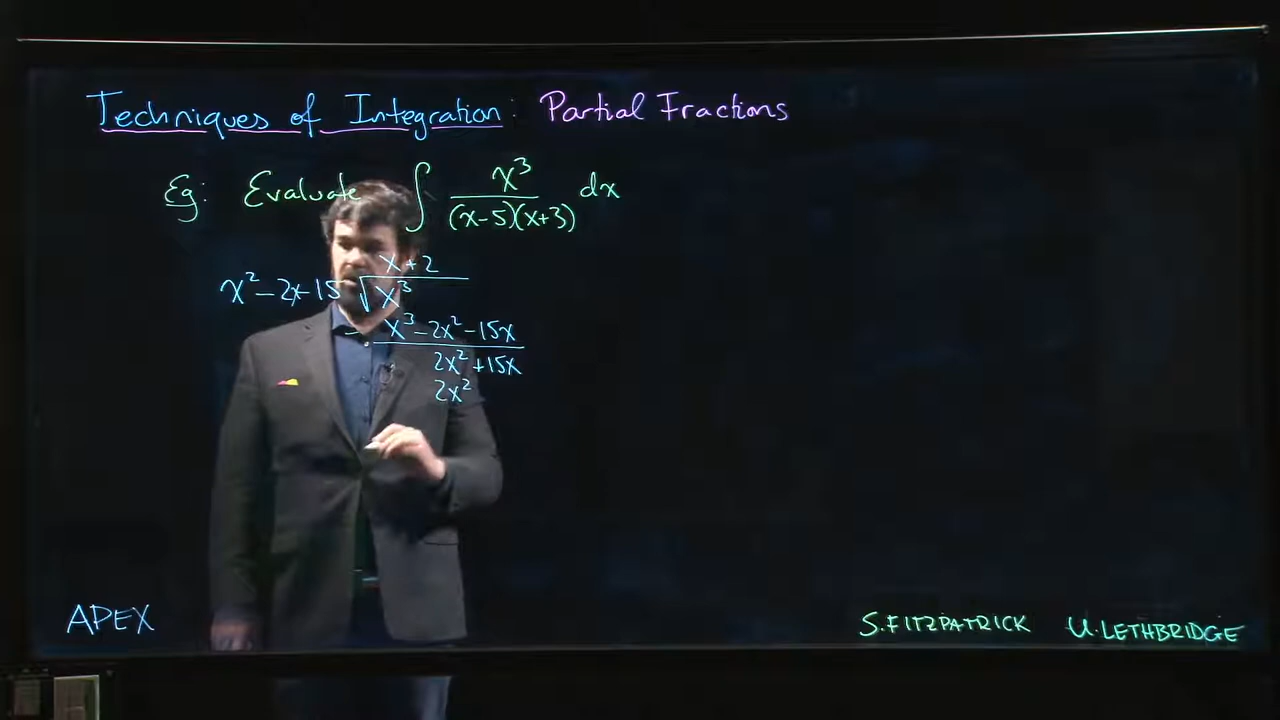 Techniques of Integration: Partial Fractions
Eg: Evaluate ∫ x³/((x-5)(x+3)) dx
x+2
x²-2x-15 √x³
- x³-2x²-15x
2x²+15x
2x²
APEX
S.FITZPATRICK U.LETHBRIDGE